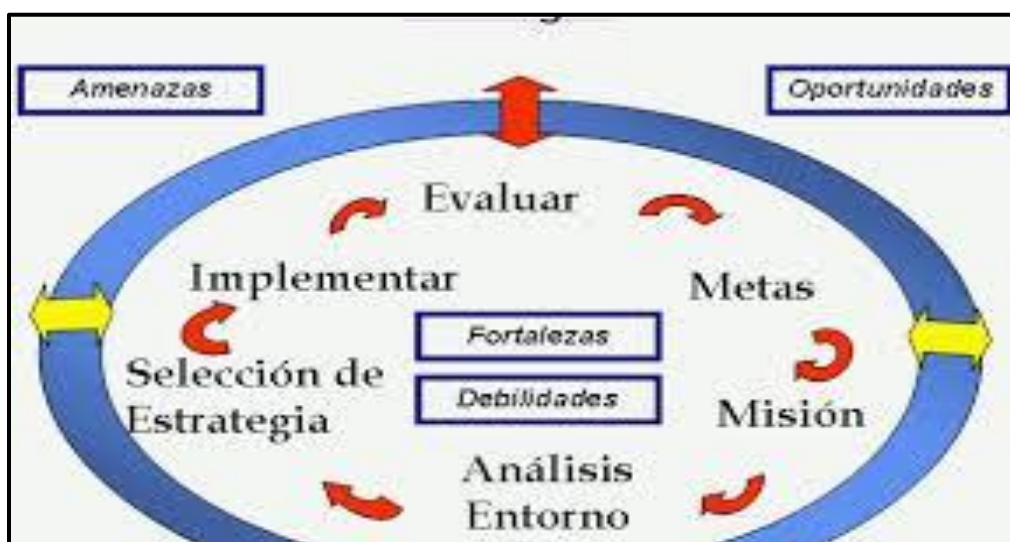 Amenazas
Oportunidades
Evaluar
Implementar
Metas
Fortalezas
Selección de
Estrategia
Debilidades
Misión
Análisis
Entorno